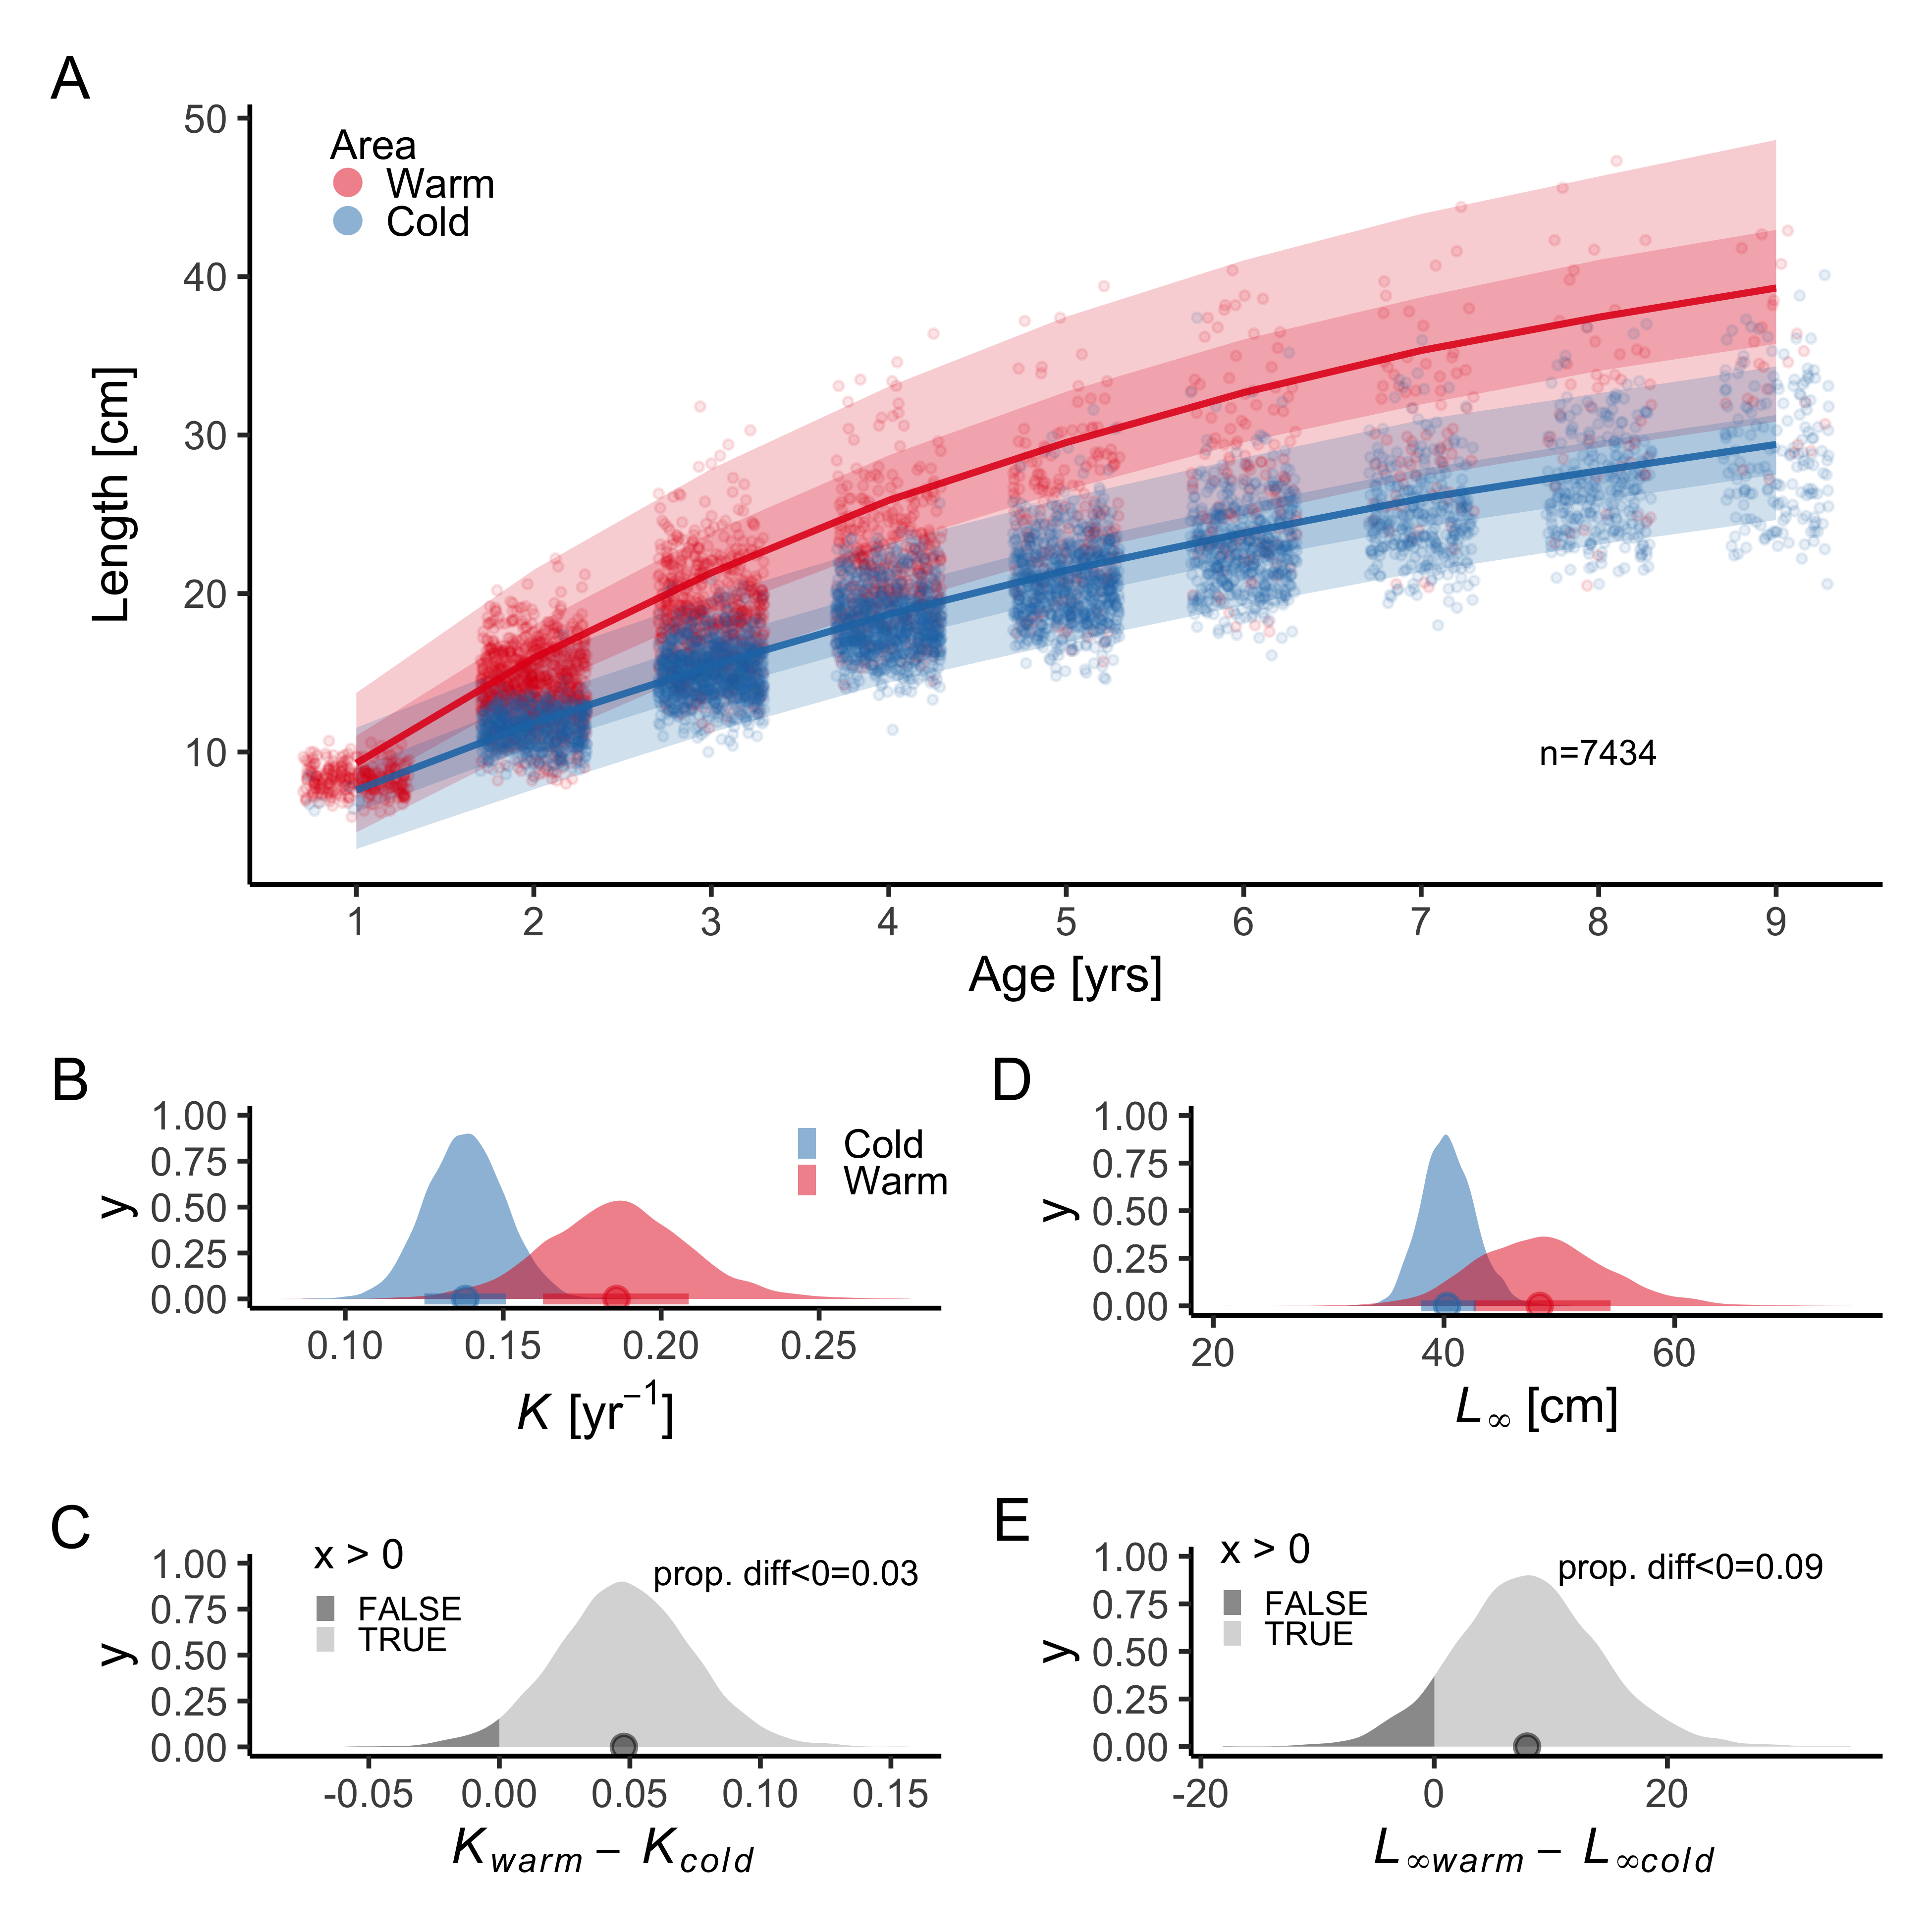 A
50
40
30
20
10
Length [cm]
Area
Warm
Cold
n=7434
1 2 3 4 5 6 7 8 9
Age [yrs]
B
1.00
0.75
0.50
0.25
0.00
y
Cold
Warm
0.10 0.15 0.20 0.25
K [yr⁻¹]
D
1.00
0.75
0.50
0.25
0.00
y
20 40 60
L∞ [cm]
C
1.00
0.75
0.50
0.25
0.00
y
x > 0
FALSE
TRUE
prop. diff<0=0.03
-0.05 0.00 0.05 0.10 0.15
Kwarm – Kcold
E
1.00
0.75
0.50
0.25
0.00
y
x > 0
FALSE
TRUE
prop. diff<0=0.09
-20 0 20
L∞warm – L∞cold